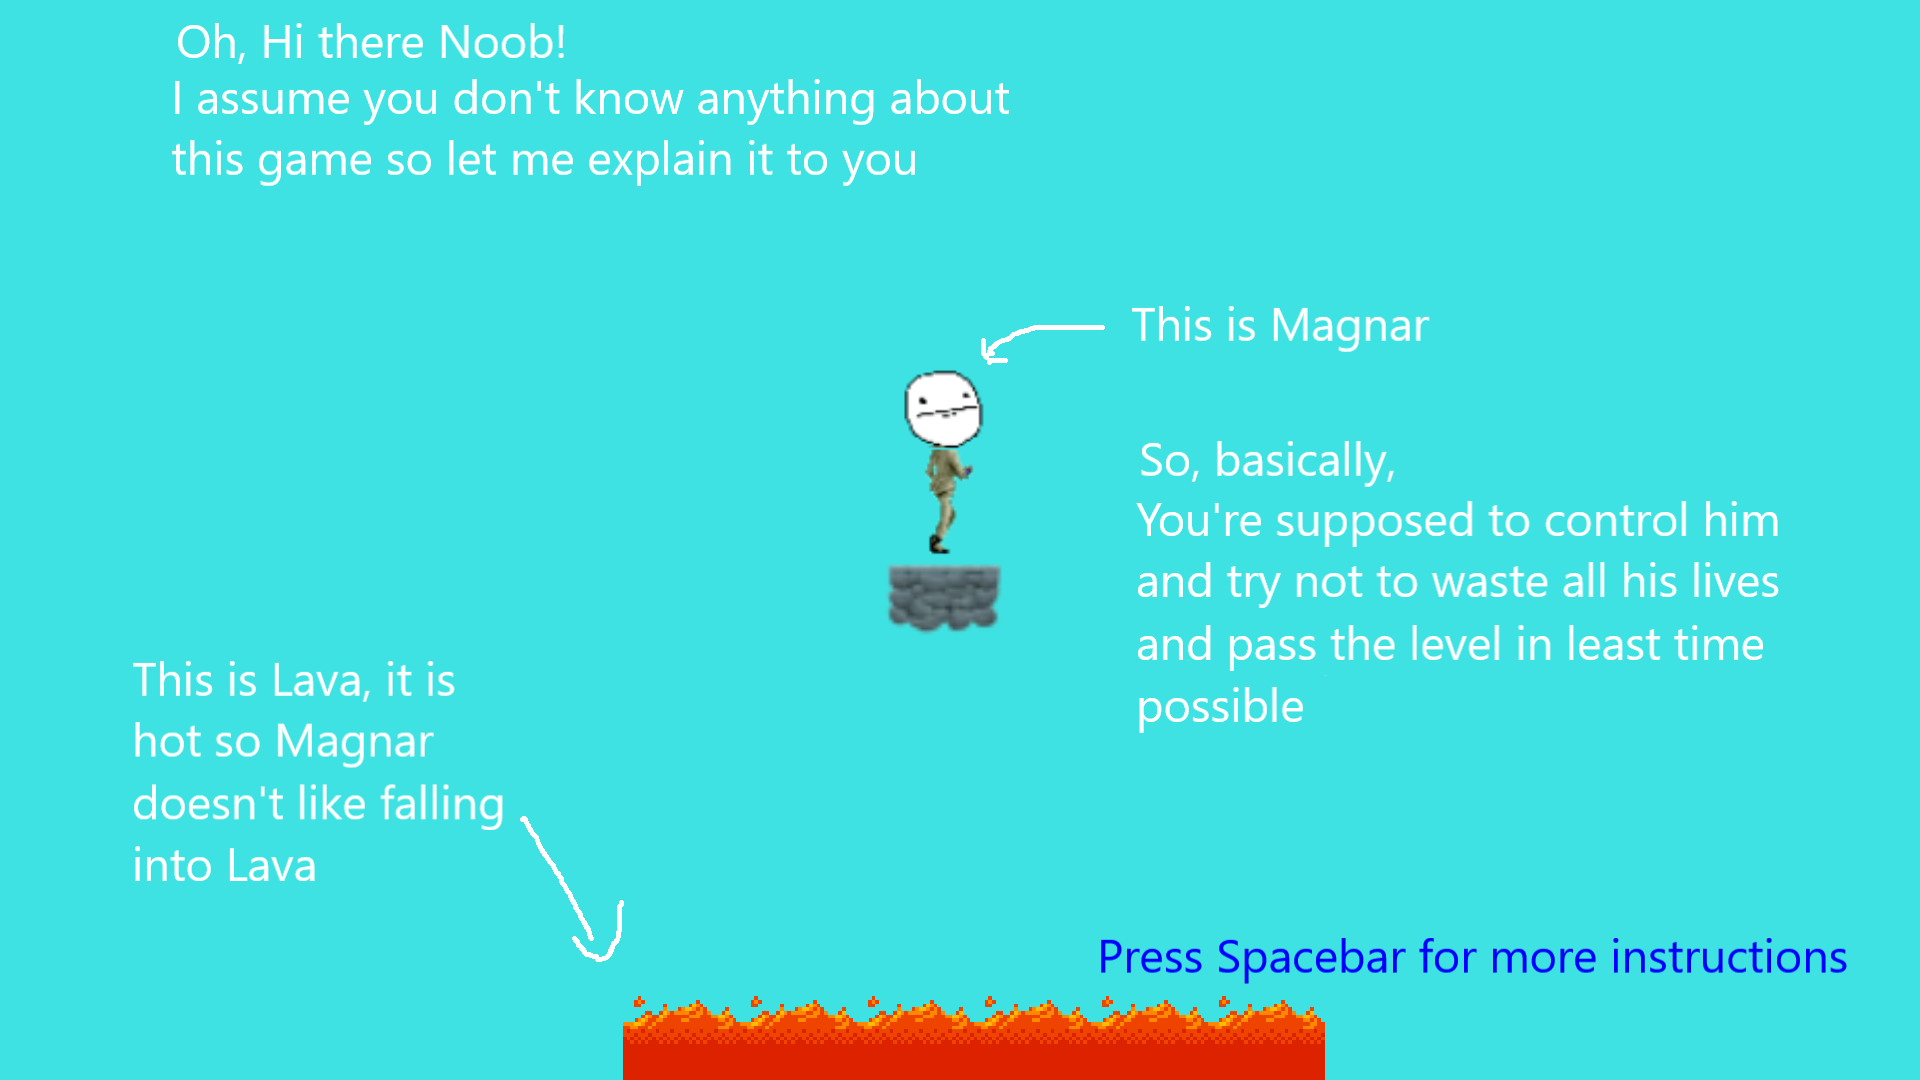 Oh, Hi there Noob!
I assume you don't know anything about
this game so let me explain it to you
This is Magnar
So, basically,
You're supposed to control him
and try not to waste all his lives
and pass the level in least time
possible
This is Lava, it is
hot so Magnar
doesn't like falling
into Lava
Press Spacebar for more instructions